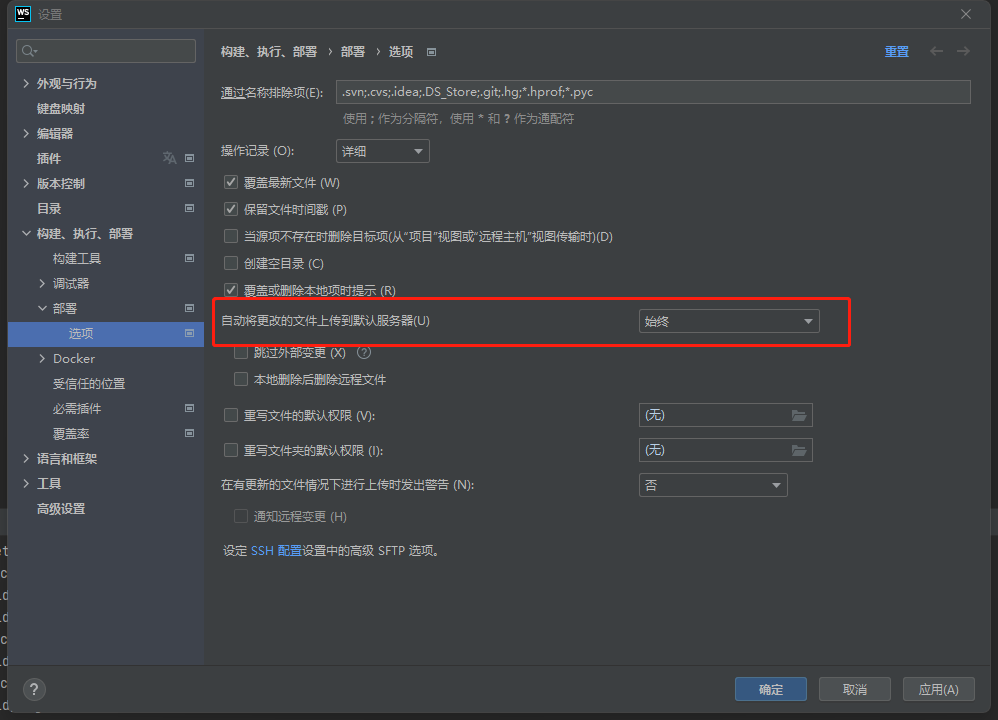 WS 设置
外观与行为
键盘映射
编辑器
插件
版本控制
目录
构建、执行、部署
构建工具
调试器
部署
选项
Docker
受信任的位置
必需插件
覆盖率
语言和框架
工具
高级设置
构建、执行、部署 › 部署 › 选项
重置
通过名称排除项(E): .svn;.cvs;.idea;.DS_Store;.git;.hg;*.hprof;*.pyc
使用 ; 作为分隔符，使用 * 和 ? 作为通配符
操作记录 (O): 详细
覆盖最新文件 (W)
保留文件时间戳 (P)
当源项不存在时删除目标项(从“项目”视图或“远程主机”视图传输时)(D)
创建空目录 (C)
覆盖或删除本地项时提示 (R)
自动将更改的文件上传到默认服务器(U) 始终
跳过外部变更 (X) ?
本地删除后删除远程文件
重写文件的默认权限 (V): (无)
重写文件夹的默认权限 (I): (无)
在有更新的文件情况下进行上传时发出警告 (N): 否
通知远程变更 (H)
设定 SSH 配置设置中的高级 SFTP 选项。
? 确定 取消 应用(A)